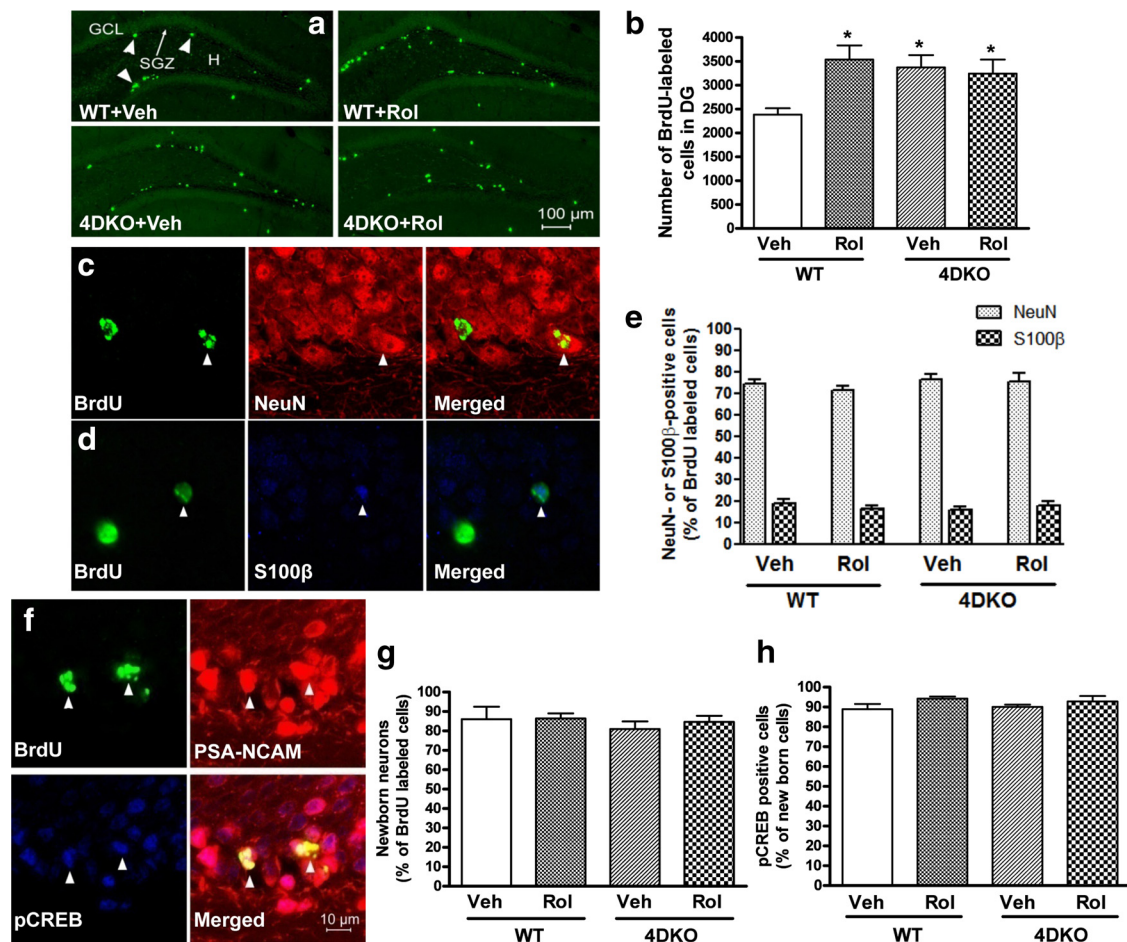 a
GCL
SGZ
H
WT+Veh
WT+Rol
4DKO+Veh
4DKO+Rol
100 µm
b
Number of BrdU-labeled
cells in DG
4000
3500
3000
2500
2000
1500
1000
500
0
* * *
Veh Rol Veh Rol
WT 4DKO
c
BrdU NeuN Merged
d
BrdU S100β Merged
e
NeuN
S100β
NeuN- or S100β-positive cells
(% of BrdU labeled cells)
100
90
80
70
60
50
40
30
20
10
0
Veh Rol Veh Rol
WT 4DKO
f
BrdU PSA-NCAM
pCREB Merged
10 µm
g
Newborn neurons
(% of BrdU labeled cells)
100
90
80
70
60
50
40
30
20
10
0
Veh Rol Veh Rol
WT 4DKO
h
pCREB positive cells
(% of new born cells)
100
90
80
70
60
50
40
30
20
10
0
Veh Rol Veh Rol
WT 4DKO